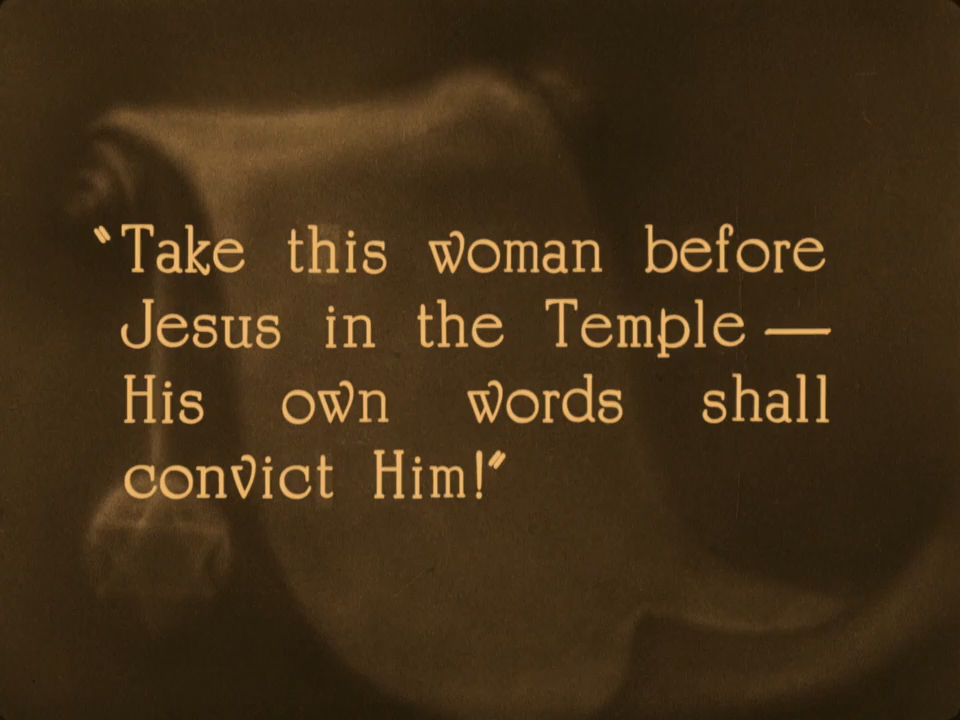 “Take this woman before
Jesus in the Temple —
His own words shall
convict Him!”